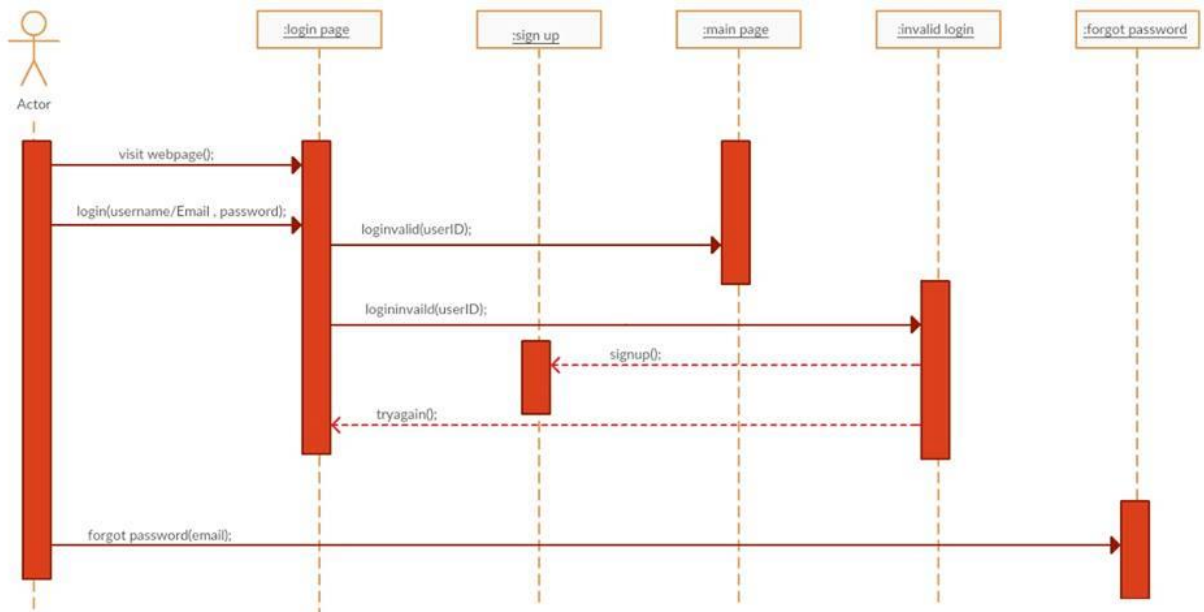 :login page
:sign up
:main page
:invalid login
:forgot password
Actor
visit webpage();
login(username/Email , password);
loginvalid(userID);
logininvaild(userID);
signup();
tryagain();
forgot password(email);